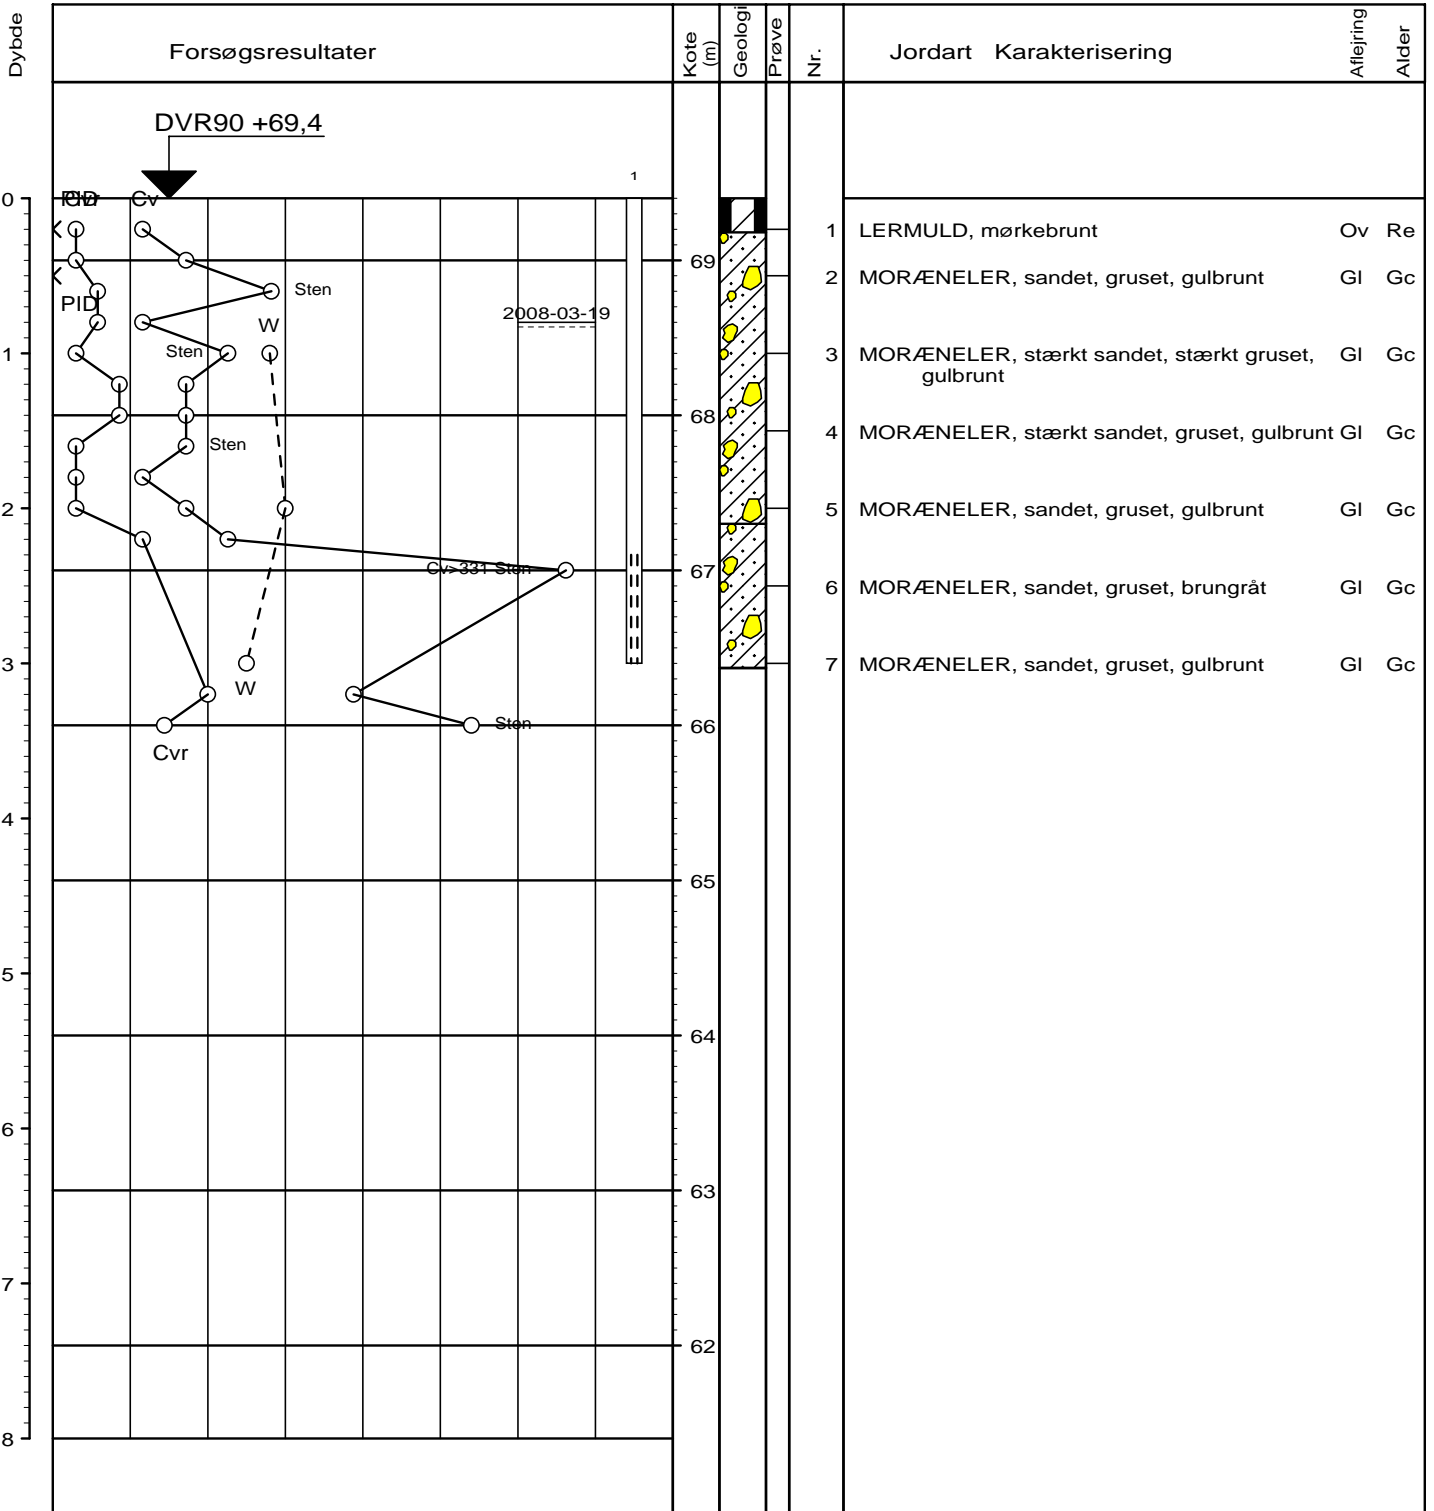 Dybde
Forsøgsresultater
Kote
(m)
Geologi
Prøve
Nr.
Jordart Karakterisering
Aflejring
Alder
DVR90 +69,4
1
0
PID
Cv
1 LERMULD, mørkebrunt Ov Re
69
2 MORÆNELER, sandet, gruset, gulbrunt Gl Gc
Sten
PID
2008-03-19
W
1
Sten
3 MORÆNELER, stærkt sandet, stærkt gruset, Gl Gc
gulbrunt
68
4 MORÆNELER, stærkt sandet, gruset, gulbrunt Gl Gc
Sten
2
5 MORÆNELER, sandet, gruset, gulbrunt Gl Gc
Cv>331 Sten
67
6 MORÆNELER, sandet, gruset, brungråt Gl Gc
3
7 MORÆNELER, sandet, gruset, gulbrunt Gl Gc
W
Sten
66
Cvr
4
65
5
64
6
63
7
62
8